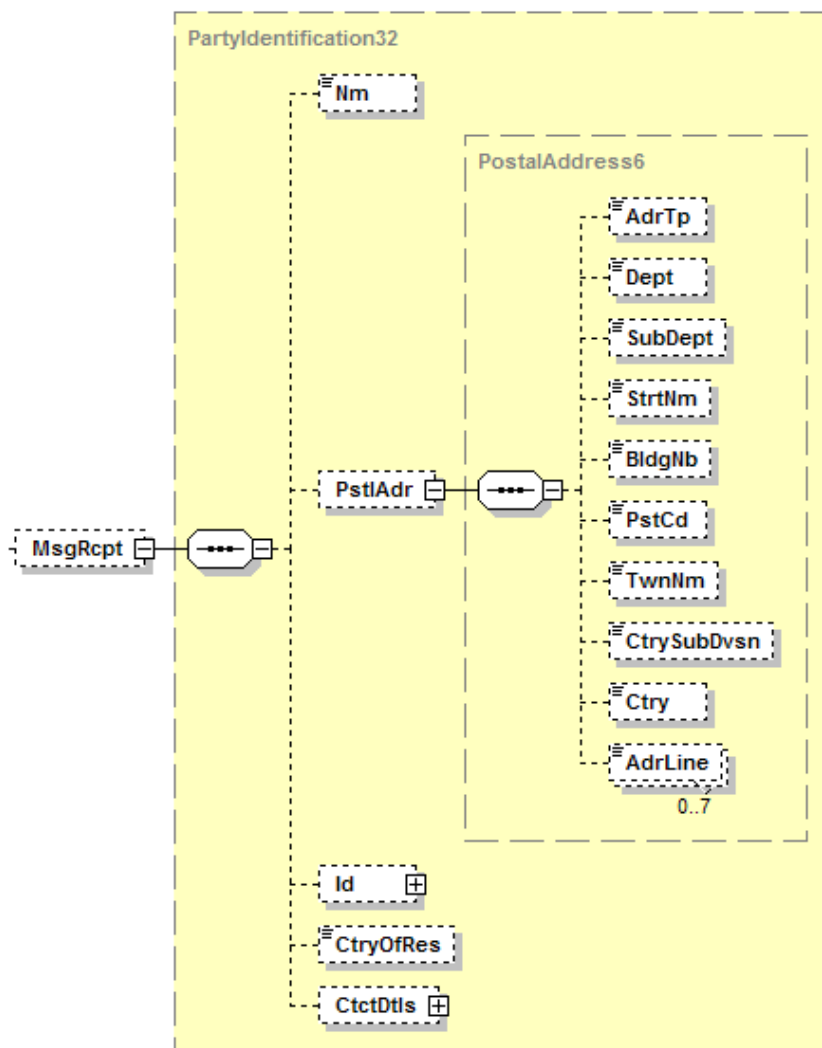 PartyIdentification32
Nm
PostalAddress6
AdrTp
Dept
SubDept
StrtNm
BldgNb
PstlAdr
PstCd
MsgRcpt
TwnNm
CtrySubDvsn
Ctry
AdrLine
0..7
Id
CtryOfRes
CtctDtls